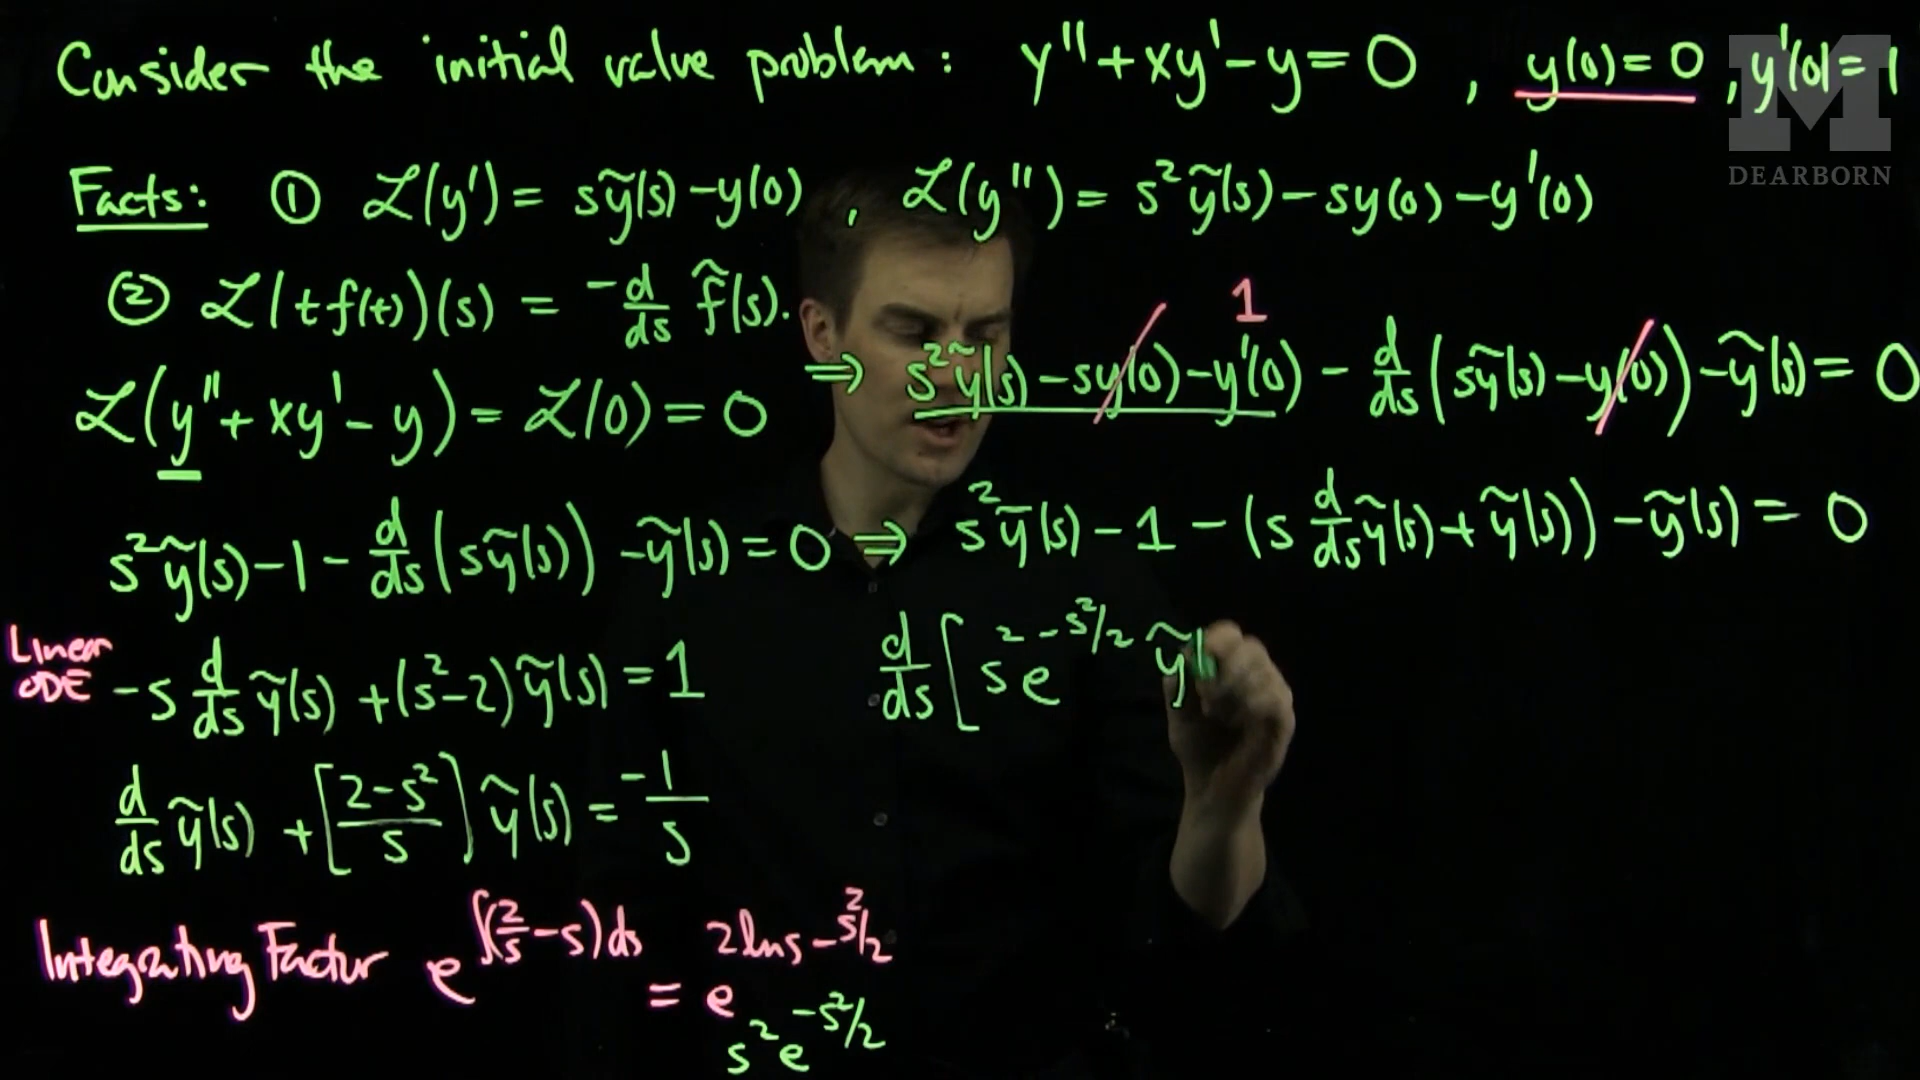 Consider the initial value problem: y'' + xy' - y = 0 , y(0) = 0 , y'(0) = 1
M
DEARBORN
Facts: ① ℒ(y') = sỹ(s) - y(0) , ℒ(y'') = s²ỹ(s) - sy(0) - y'(0)
② ℒ(tf(t))(s) = -d/ds f̃(s).
1
⇒ s²ỹ(s) - sy(0) - y'(0) - d/ds (sỹ(s) - y(0)) - ỹ(s) = 0
ℒ(y'' + xy' - y) = ℒ(0) = 0
s²ỹ(s) - 1 - d/ds (sỹ(s)) - ỹ(s) = 0 ⇒ s²ỹ(s) - 1 - (s d/ds ỹ(s) + ỹ(s)) - ỹ(s) = 0
Linear
ODE
-s d/ds ỹ(s) + (s² - 2)ỹ(s) = 1
d/ds [ s² e^(-s²/2) ỹ(
d/ds ỹ(s) + [ (2 - s²)/s ] ỹ(s) = -1/s
Integrating Factor e^(∫(2/s - s)ds) = e^(2lns - s²/2)
s² e^(-s²/2)